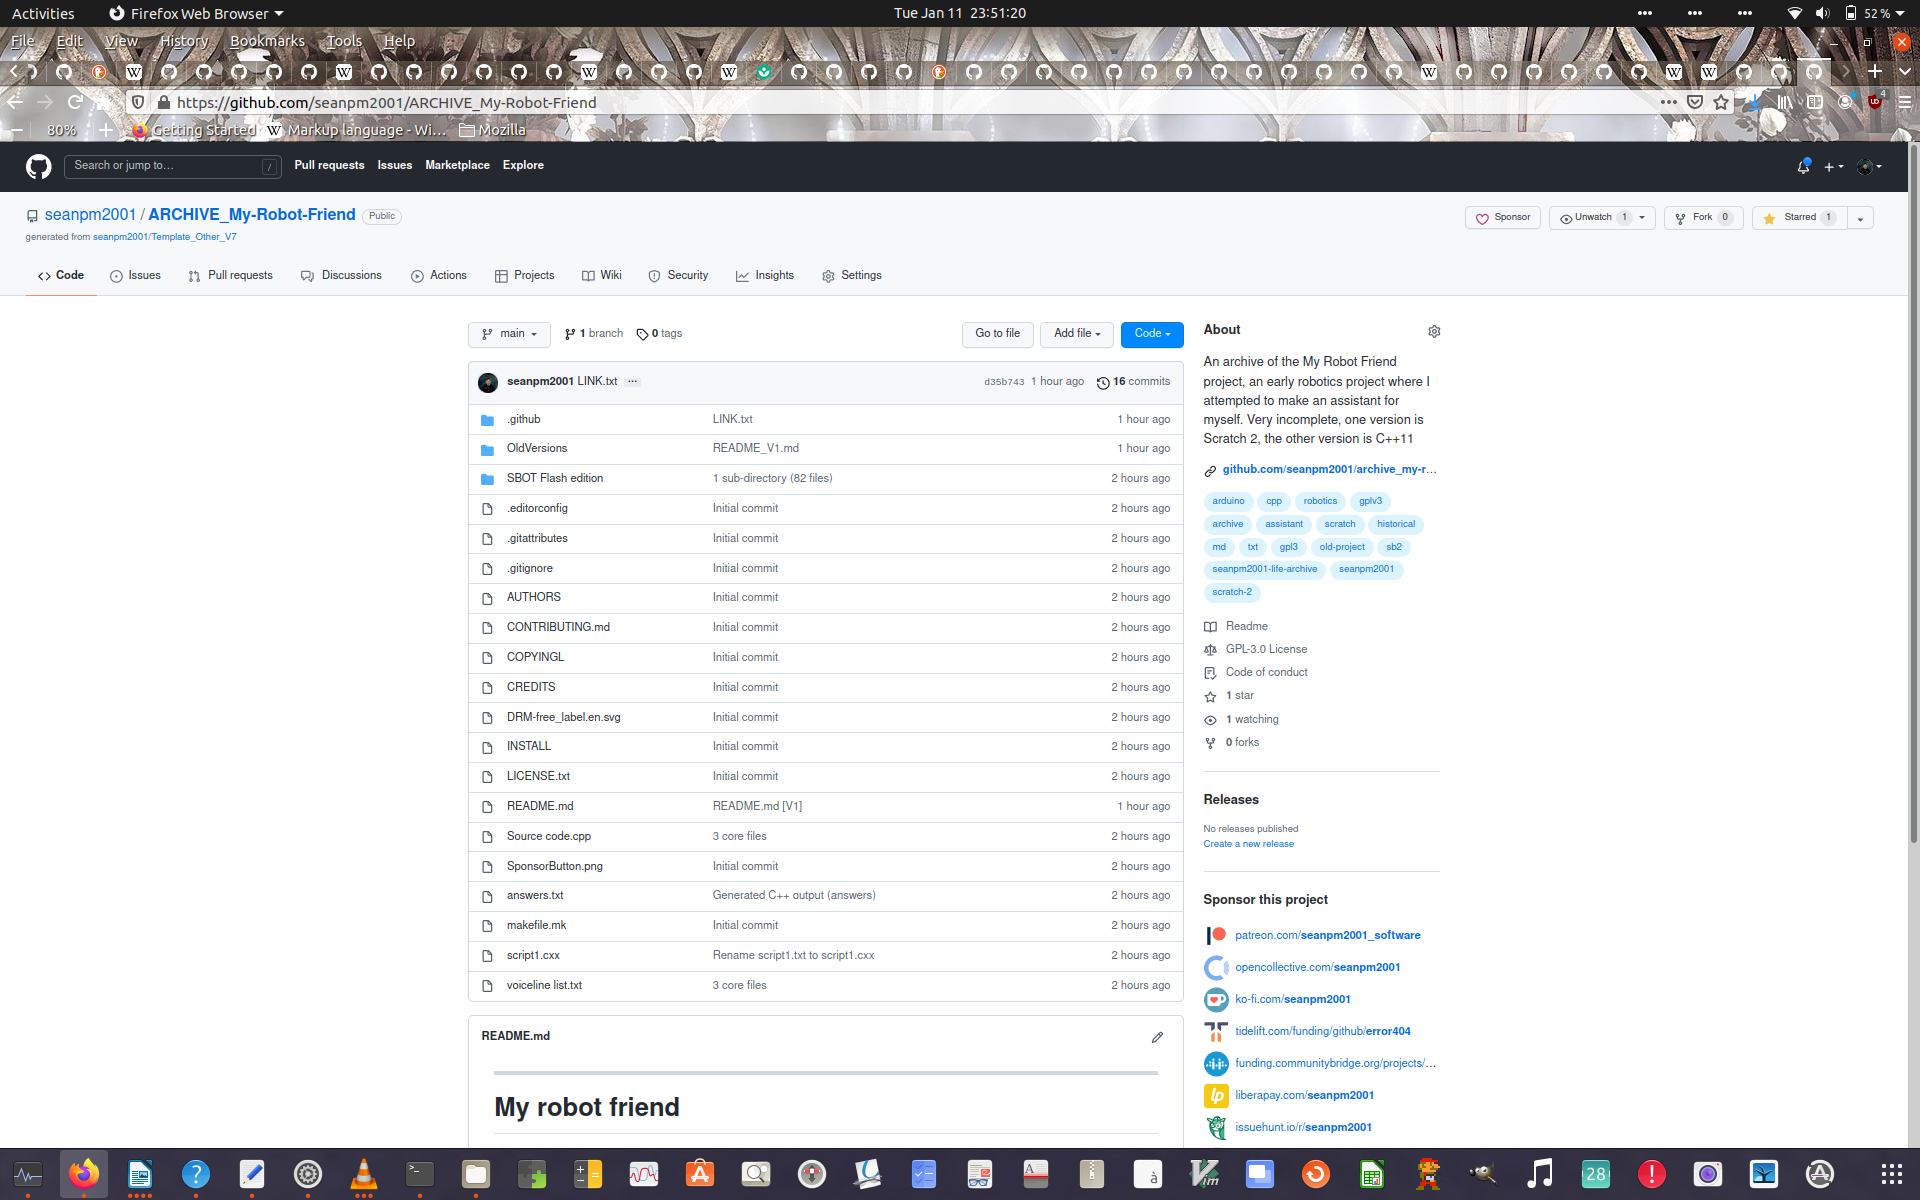 Activities Firefox Web Browser Tue Jan 11 23:51:20 52 %
File Edit View History Bookmarks Tools Help
https://github.com/seanpm2001/ARCHIVE_My-Robot-Friend 4
80% Getting Started Markup language - Wi... Mozilla
Search or jump to... / Pull requests Issues Marketplace Explore
seanpm2001 / ARCHIVE_My-Robot-Friend Public Sponsor Unwatch 1 Fork 0 Starred 1
generated from seanpm2001/Template_Other_V7
Code Issues Pull requests Discussions Actions Projects Wiki Security Insights Settings
main 1 branch 0 tags Go to file Add file Code
seanpm2001 LINK.txt ... d35b743 1 hour ago 16 commits
.github LINK.txt 1 hour ago
OldVersions README_V1.md 1 hour ago
SBOT Flash edition 1 sub-directory (82 files) 2 hours ago
.editorconfig Initial commit 2 hours ago
.gitattributes Initial commit 2 hours ago
.gitignore Initial commit 2 hours ago
AUTHORS Initial commit 2 hours ago
CONTRIBUTING.md Initial commit 2 hours ago
COPYINGL Initial commit 2 hours ago
CREDITS Initial commit 2 hours ago
DRM-free_label.en.svg Initial commit 2 hours ago
INSTALL Initial commit 2 hours ago
LICENSE.txt Initial commit 2 hours ago
README.md README.md [V1] 1 hour ago
Source code.cpp 3 core files 2 hours ago
SponsorButton.png Initial commit 2 hours ago
answers.txt Generated C++ output (answers) 2 hours ago
makefile.mk Initial commit 2 hours ago
script1.cxx Rename script1.txt to script1.cxx 2 hours ago
voiceline list.txt 3 core files 2 hours ago
README.md
My robot friend
About
An archive of the My Robot Friend
project, an early robotics project where I
attempted to make an assistant for
myself. Very incomplete, one version is
Scratch 2, the other version is C++11
github.com/seanpm2001/archive_my-r...
arduino cpp robotics gplv3
archive assistant scratch historical
md txt gpl3 old-project sb2
seanpm2001-life-archive seanpm2001
scratch-2
Readme
GPL-3.0 License
Code of conduct
1 star
1 watching
0 forks
Releases
No releases published
Create a new release
Sponsor this project
patreon.com/seanpm2001_software
opencollective.com/seanpm2001
ko-fi.com/seanpm2001
tidelift.com/funding/github/error404
funding.communitybridge.org/projects/...
liberapay.com/seanpm2001
issuehunt.io/r/seanpm2001
28